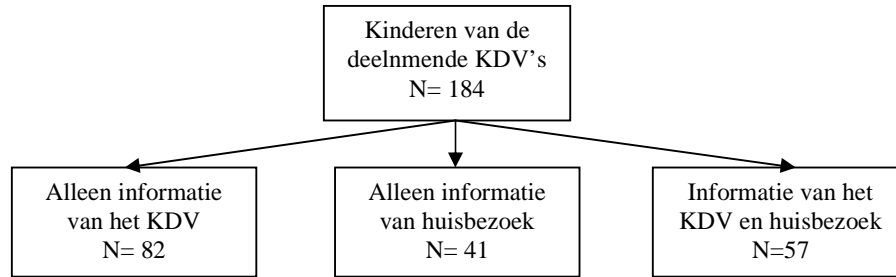 Kinderen van de
deelnmende KDV's
N= 184
Alleen informatie
van het KDV
N= 82
Alleen informatie
van huisbezoek
N= 41
Informatie van het
KDV en huisbezoek
N=57